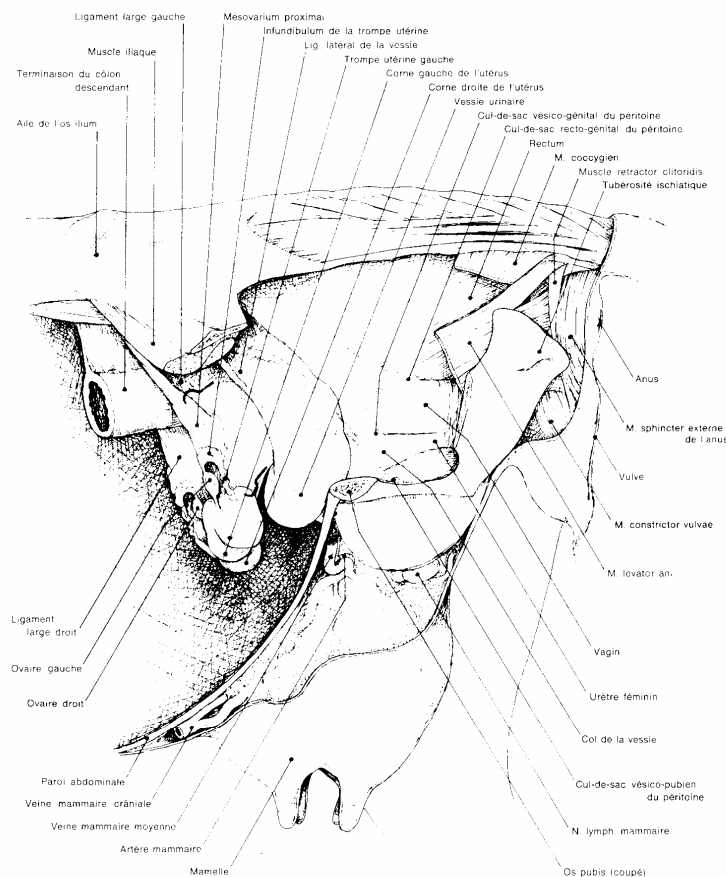 Ligament large gauche
Mésovarium proximal
Infundibulum de la trompe utérine
Lig. latéral de la vessie
Muscle iliaque
Trompe utérine gauche
Corne gauche de l'utérus
Terminaison du côlon
descendant
Corne droite de l'utérus
Vessie urinaire
Cul-de-sac vésico-génital du péritoine
Aile de l'os ilium
Cul-de-sac recto-génital du péritoine
Rectum
M. coccygien
Muscle retractor clitoridis
Tubérosité ischiatique
Anus
M. sphincter externe
de l'anus
Vulve
M. constrictor vulvae
M. levator ani
Ligament
large droit
Vagin
Ovaire gauche
Urètre féminin
Ovaire droit
Col de la vessie
Paroi abdominale
Cul-de-sac vésico-pubien
du péritoine
Veine mammaire crâniale
Veine mammaire moyenne
N. lymph. mammaire
Artère mammaire
Mamelle
Os pubis (coupé)